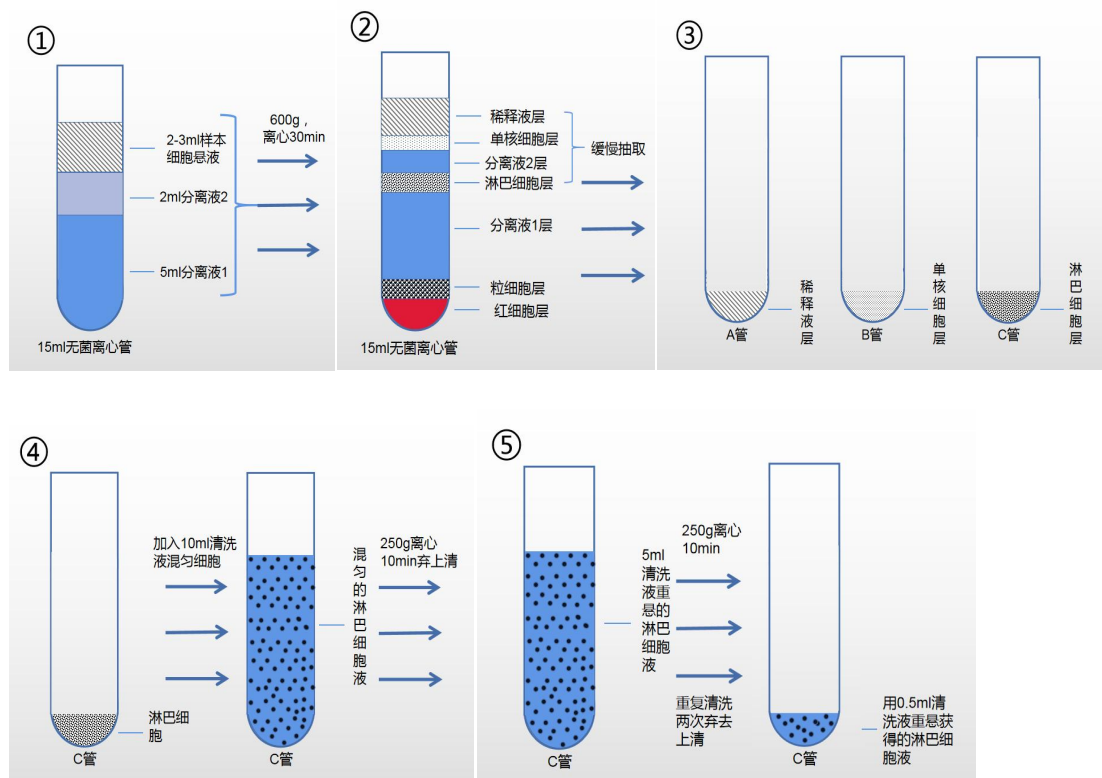 ①
2-3ml样本
细胞悬液
2ml分离液2
5ml分离液1
600g，
离心30min
15ml无菌离心管
②
稀释液层
单核细胞层
分离液2层
淋巴细胞层
缓慢抽取
分离液1层
粒细胞层
红细胞层
15ml无菌离心管
③
稀释液层
A管
单核细胞层
B管
淋巴细胞层
C管
④
加入10ml清洗
液混匀细胞
淋巴细
胞
C管
混匀的淋巴细胞液
250g离心
10min弃上清
C管
⑤
5ml
清洗
液重
悬的
淋巴
细胞
液
C管
250g离心
10min
重复清洗
两次弃去
上清
用0.5ml清
洗液重悬获
得的淋巴细
胞液
C管